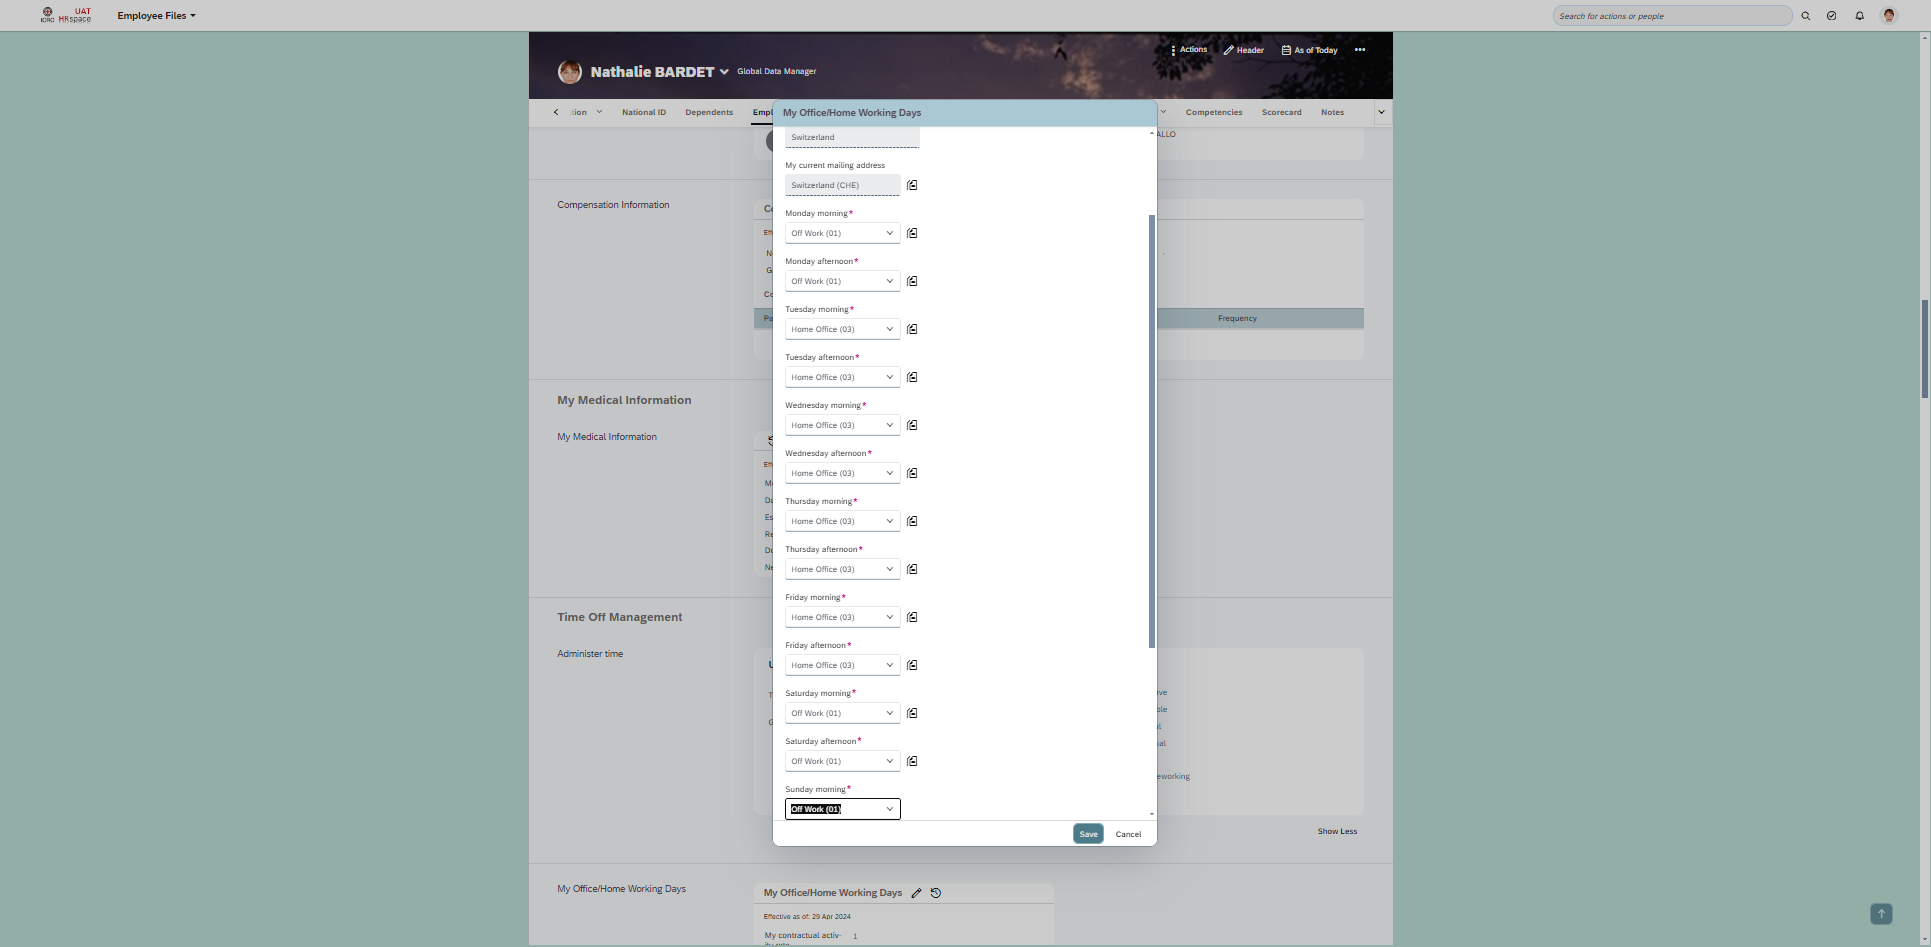 ICRC UAT HRspace
Employee Files
Search for actions or people
Actions
Header
As of Today
Nathalie BARDET
Global Data Manager
National ID
Dependents
Empl
Competencies
Scorecard
Notes
My Office/Home Working Days
Switzerland
ALLO
My current mailing address
Switzerland (CHE)
Compensation Information
Monday morning*
Off Work (01)
Monday afternoon*
Off Work (01)
Tuesday morning*
Home Office (03)
Frequency
Tuesday afternoon*
Home Office (03)
My Medical Information
Wednesday morning*
Home Office (03)
My Medical Information
Wednesday afternoon*
Home Office (03)
Thursday morning*
Home Office (03)
Thursday afternoon*
Home Office (03)
Friday morning*
Home Office (03)
Time Off Management
Friday afternoon*
Administer time
Home Office (03)
Saturday morning*
Off Work (01)
Saturday afternoon*
Off Work (01)
eworking
Sunday morning*
Off Work (01)
Save
Cancel
Show Less
My Office/Home Working Days
My Office/Home Working Days
Effective as of: 29 Apr 2024
My contractual activ-
1